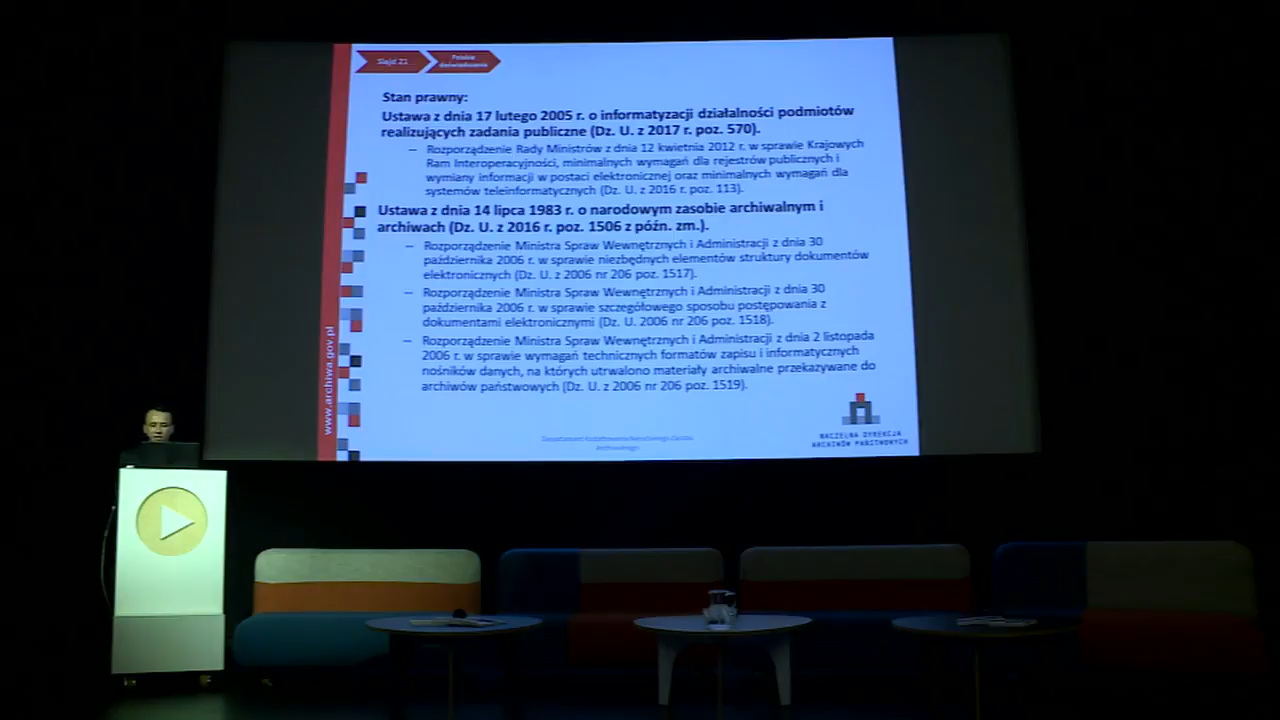 Slajd 21
Polskie
doświadczenia
Stan prawny:
Ustawa z dnia 17 lutego 2005 r. o informatyzacji działalności podmiotów
realizujących zadania publiczne (Dz. U. z 2017 r. poz. 570).
– Rozporządzenie Rady Ministrów z dnia 12 kwietnia 2012 r. w sprawie Krajowych
Ram Interoperacyjności, minimalnych wymagań dla rejestrów publicznych i
wymiany informacji w postaci elektronicznej oraz minimalnych wymagań dla
systemów teleinformatycznych (Dz. U. z 2016 r. poz. 113).
Ustawa z dnia 14 lipca 1983 r. o narodowym zasobie archiwalnym i
archiwach (Dz. U. z 2016 r. poz. 1506 z późn. zm.).
– Rozporządzenie Ministra Spraw Wewnętrznych i Administracji z dnia 30
października 2006 r. w sprawie niezbędnych elementów struktury dokumentów
elektronicznych (Dz. U. z 2006 nr 206 poz. 1517).
– Rozporządzenie Ministra Spraw Wewnętrznych i Administracji z dnia 30
października 2006 r. w sprawie szczegółowego sposobu postępowania z
dokumentami elektronicznymi (Dz. U. 2006 nr 206 poz. 1518).
– Rozporządzenie Ministra Spraw Wewnętrznych i Administracji z dnia 2 listopada
2006 r. w sprawie wymagań technicznych formatów zapisu i informatycznych
nośników danych, na których utrwalono materiały archiwalne przekazywane do
archiwów państwowych (Dz. U. z 2006 nr 206 poz. 1519).
www.archiwa.gov.pl
Departament Kształtowania Narodowego Zasobu
Archiwalnego
NACZELNA DYREKCJA
ARCHIWÓW PAŃSTWOWYCH